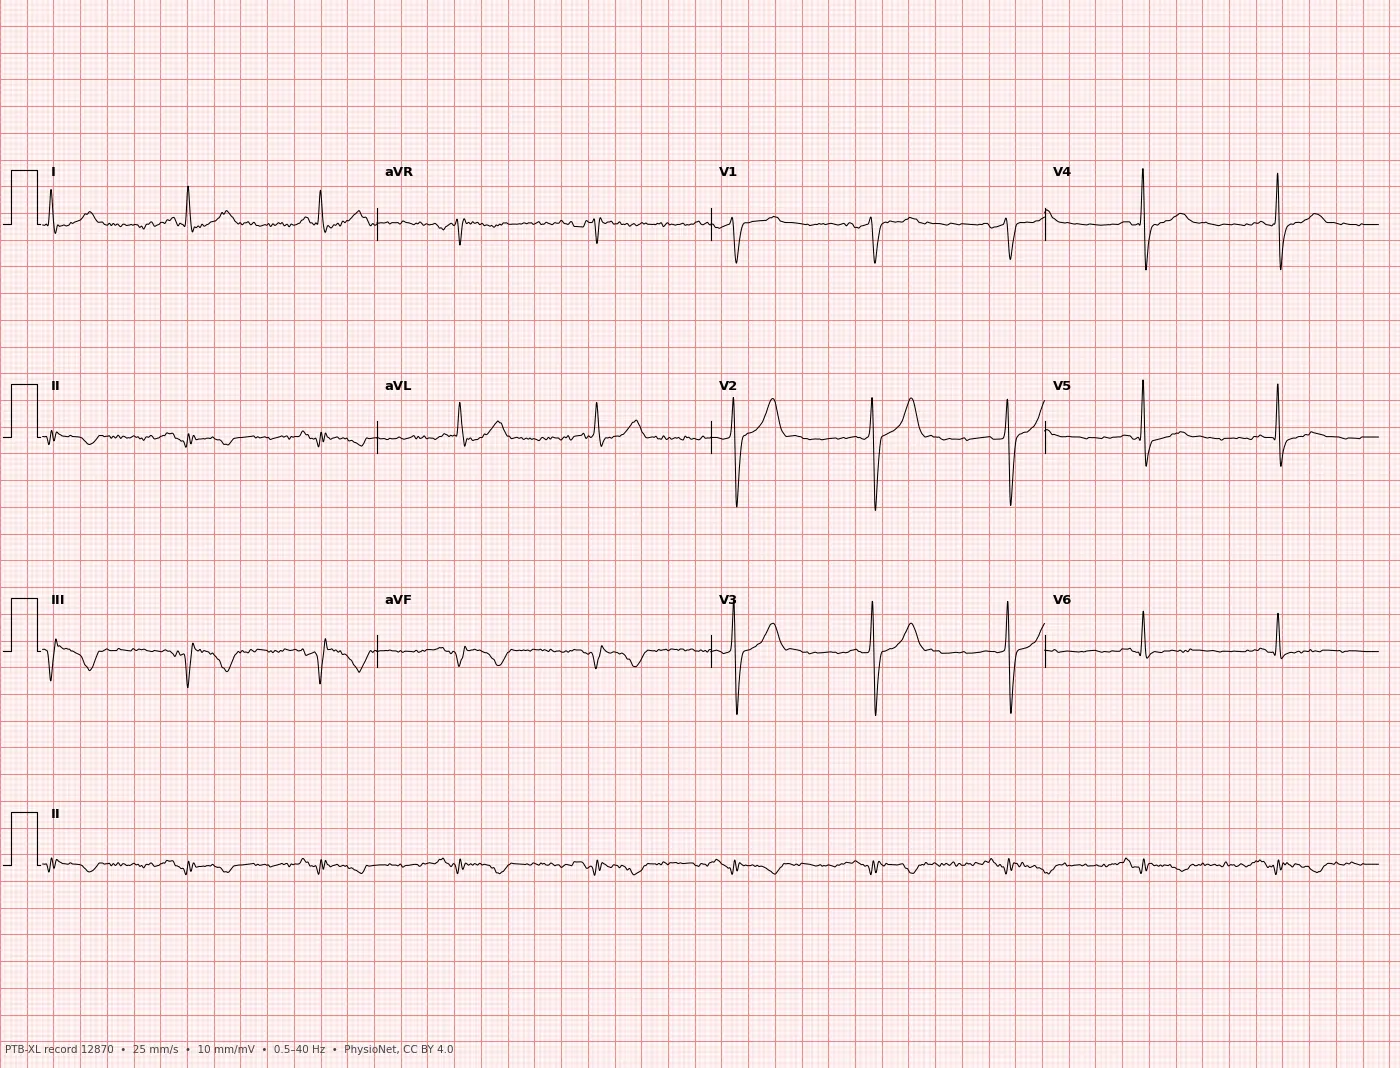 I aVR V1 V4
II aVL V2 V5
III aVF V3 V6
II
PTB-XL record 12870 • 25 mm/s • 10 mm/mV • 0.5–40 Hz • PhysioNet, CC BY 4.0